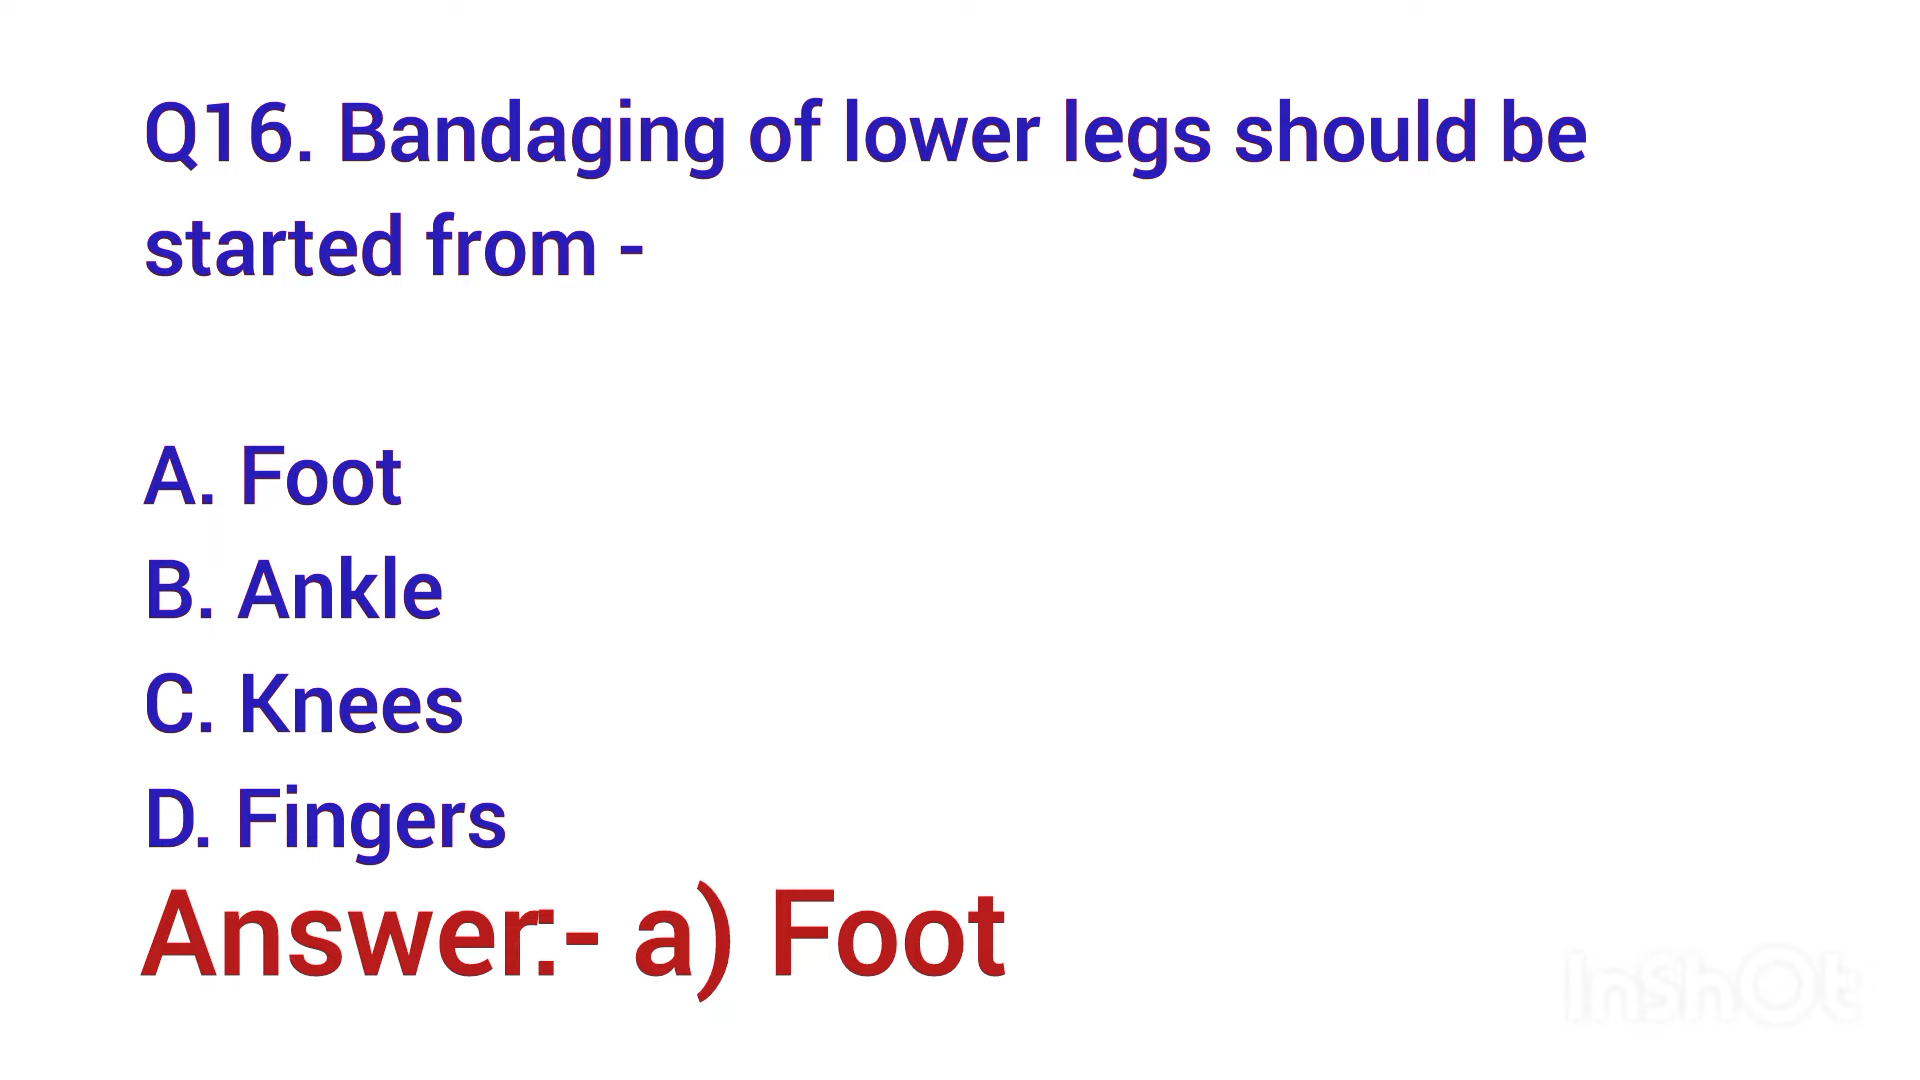 Q16. Bandaging of lower legs should be
started from -
A. Foot
B. Ankle
C. Knees
D. Fingers
Answer:- a) Foot
InShOt